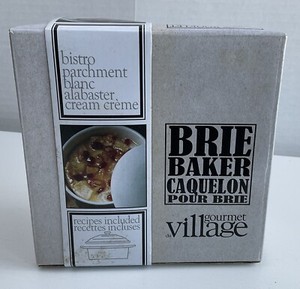 bistro
parchment
blanc
alabaster
cream crème
recipes included
recettes incluses
BRIE
BAKER
CAQUELON
POUR BRIE
gourmet
village